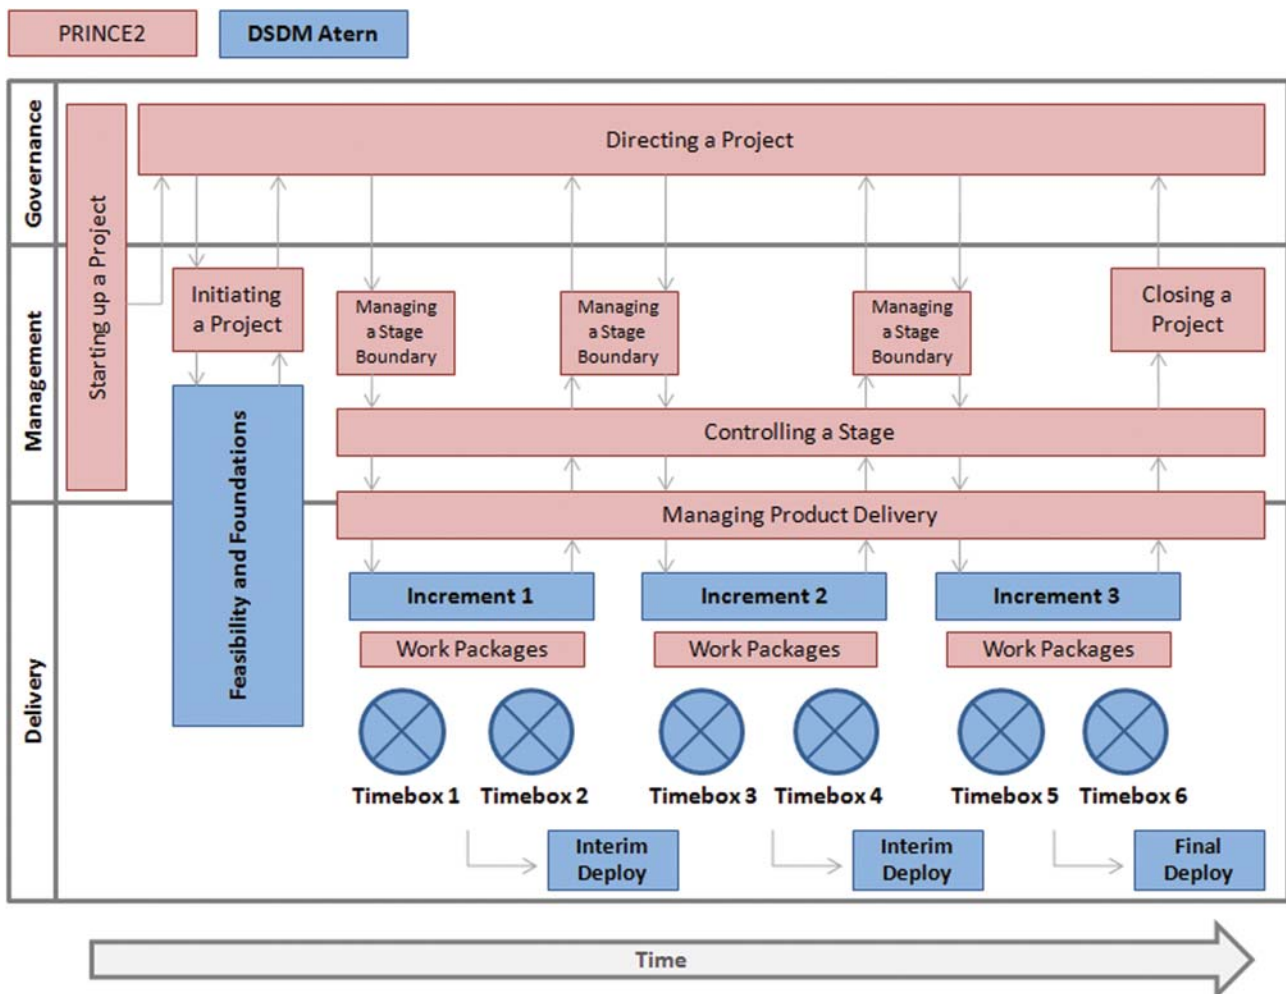 PRINCE2
DSDM Atern
Governance
Management
Delivery
Starting up a Project
Directing a Project
Initiating
a Project
Managing
a Stage
Boundary
Managing
a Stage
Boundary
Managing
a Stage
Boundary
Closing a
Project
Feasibility and Foundations
Controlling a Stage
Managing Product Delivery
Increment 1
Increment 2
Increment 3
Work Packages
Work Packages
Work Packages
Timebox 1
Timebox 2
Timebox 3
Timebox 4
Timebox 5
Timebox 6
Interim
Deploy
Interim
Deploy
Final
Deploy
Time